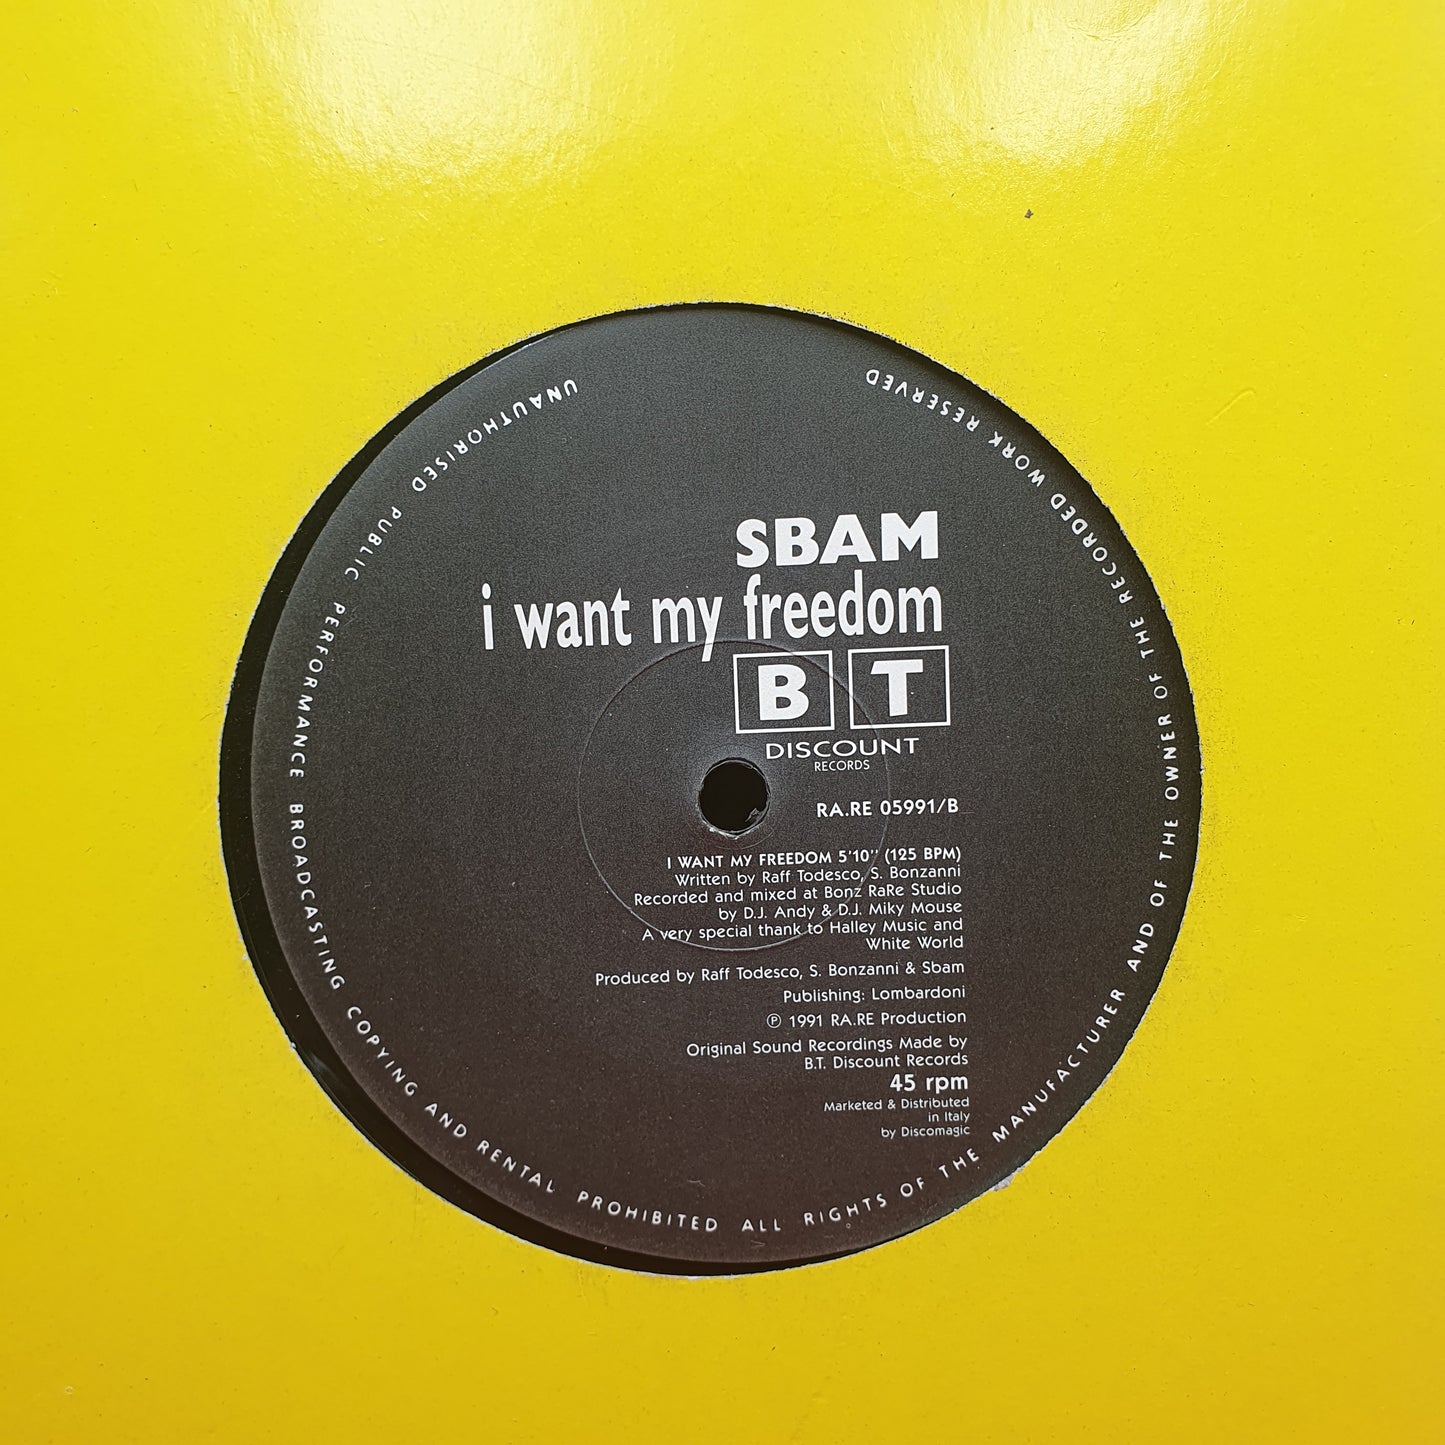 SBAM
i want my freedom
B T
DISCOUNT
RECORDS
RA.RE 05991/B
I WANT MY FREEDOM 5'10'' (125 BPM)
Written by Raff Todesco, S. Bonzanni
Recorded and mixed at Bonz RaRe Studio
by D.J. Andy & D.J. Miky Mouse
A very special thank to Halley Music and
White World
Produced by Raff Todesco, S. Bonzanni & Sbam
Publishing: Lombardoni
℗ 1991 RA.RE Production
Original Sound Recordings Made by
B.T. Discount Records
45 rpm
Marketed & Distributed
in Italy
by Discomagic
UNAUTHORISED PUBLIC PERFORMANCE BROADCASTING COPYING AND RENTAL PROHIBITED ALL RIGHTS OF THE MANUFACTURER AND OF THE OWNER OF THE RECORDED WORK RESERVED